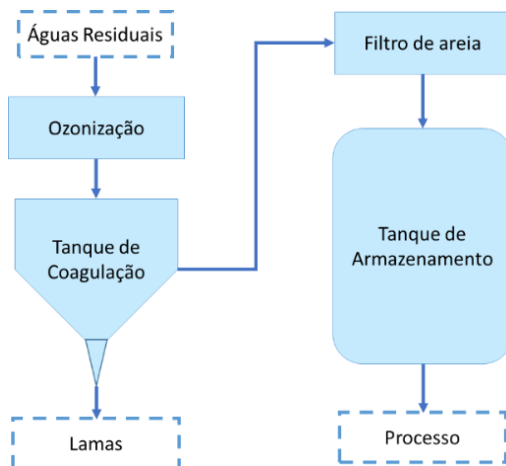 Águas Residuais
Ozonização
Tanque de
Coagulação
Lamas
Filtro de areia
Tanque de
Armazenamento
Processo